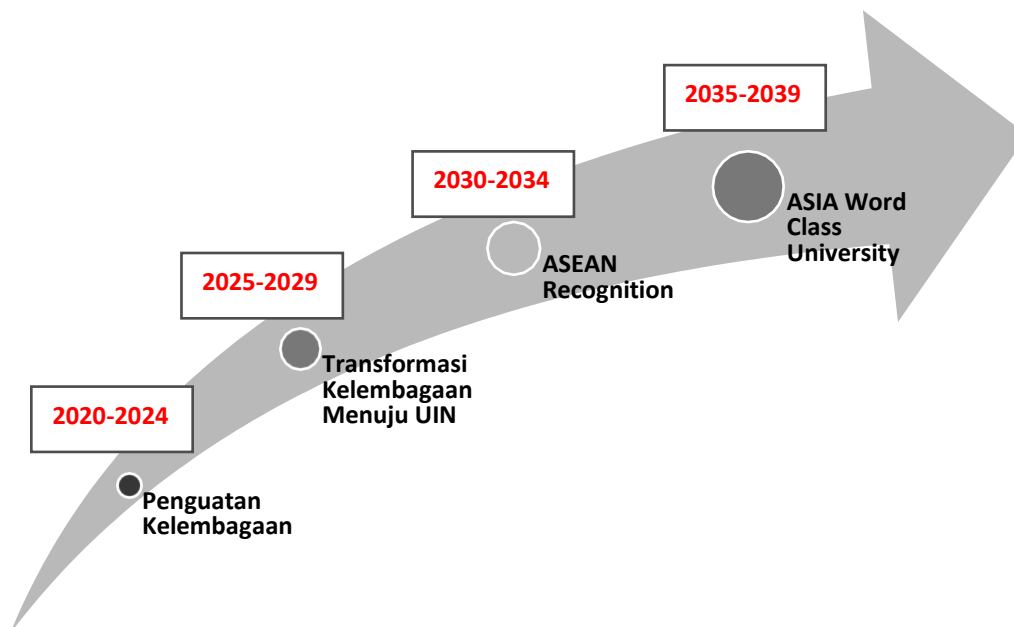 2020-2024
Penguatan
Kelembagaan
2025-2029
Transformasi
Kelembagaan
Menuju UIN
2030-2034
ASEAN
Recognition
2035-2039
ASIA Word
Class
University